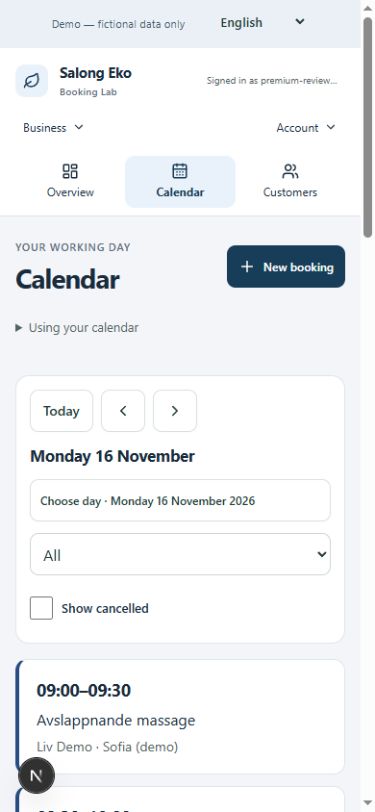 Demo — fictional data only
English
Salong Eko
Booking Lab
Signed in as premium-review...
Business
Account
Overview
Calendar
Customers
YOUR WORKING DAY
Calendar
New booking
Using your calendar
Today
Monday 16 November
Choose day · Monday 16 November 2026
All
Show cancelled
09:00–09:30
Avslappnande massage
Liv Demo · Sofia (demo)
N